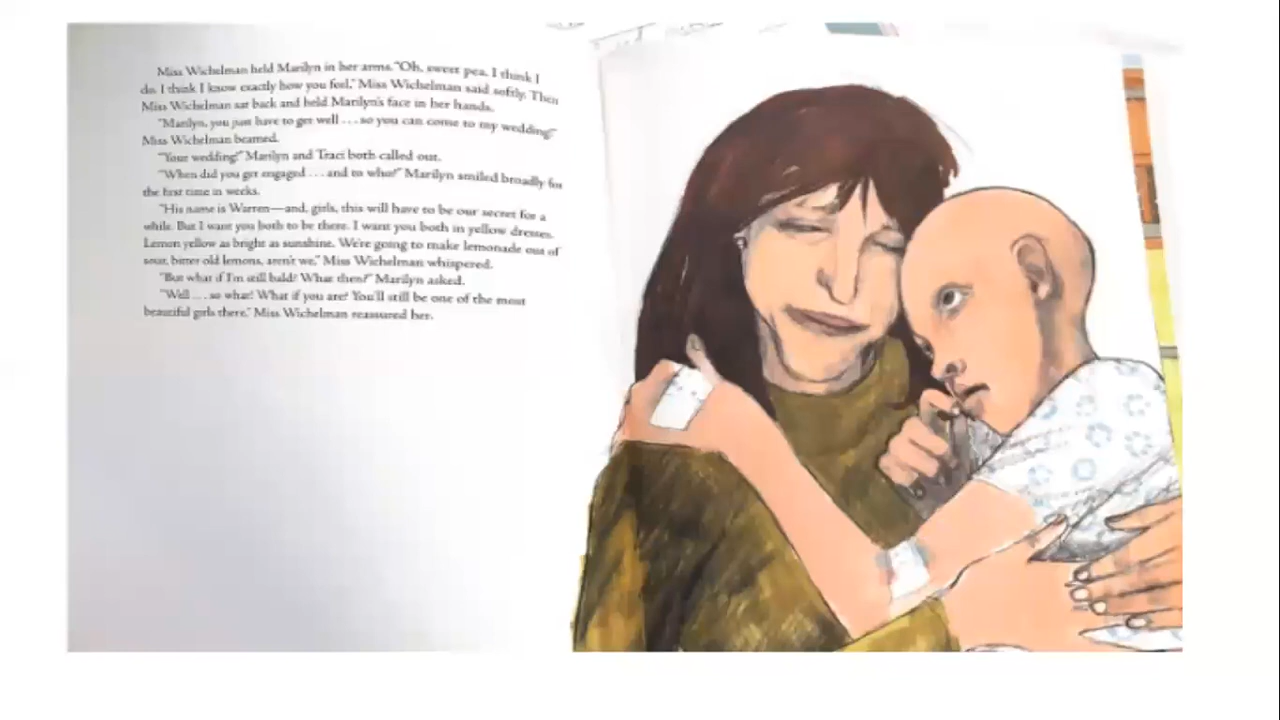 Miss Wichelman held Marilyn in her arms. "Oh, sweet pea, I think I
do. I think I know exactly how you feel," Miss Wichelman said softly. Then
Miss Wichelman sat back and held Marilyn's face in her hands.
"Marilyn, you just have to get well . . . so you can come to my wedding!"
Miss Wichelman beamed.
"Your wedding!" Marilyn and Traci both called out.
"When did you get engaged . . . and to who?" Marilyn smiled broadly for
the first time in weeks.
"His name is Warren—and, girls, this will have to be our secret for a
while. But I want you both to be there. I want you both in yellow dresses.
Lemon yellow as bright as sunshine. We're going to make lemonade out of
sour, bitter old lemons, aren't we," Miss Wichelman whispered.
"But what if I'm still bald? What then?" Marilyn asked.
"Well . . . so what! What if you are? You'll still be one of the most
beautiful girls there," Miss Wichelman reassured her.